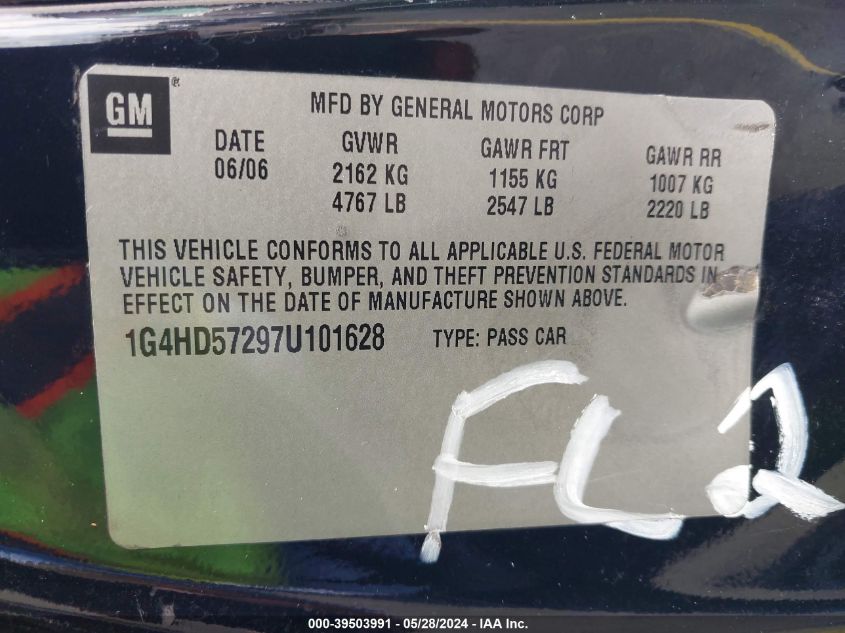 GM®
MFD BY GENERAL MOTORS CORP
DATE GVWR GAWR FRT GAWR RR
06/06 2162 KG 1155 KG 1007 KG
4767 LB 2547 LB 2220 LB
THIS VEHICLE CONFORMS TO ALL APPLICABLE U.S. FEDERAL MOTOR
VEHICLE SAFETY, BUMPER, AND THEFT PREVENTION STANDARDS IN
EFFECT ON THE DATE OF MANUFACTURE SHOWN ABOVE.
1G4HD57297U101628 TYPE: PASS CAR
FL2
000-39503991 - 05/28/2024 - IAA Inc.